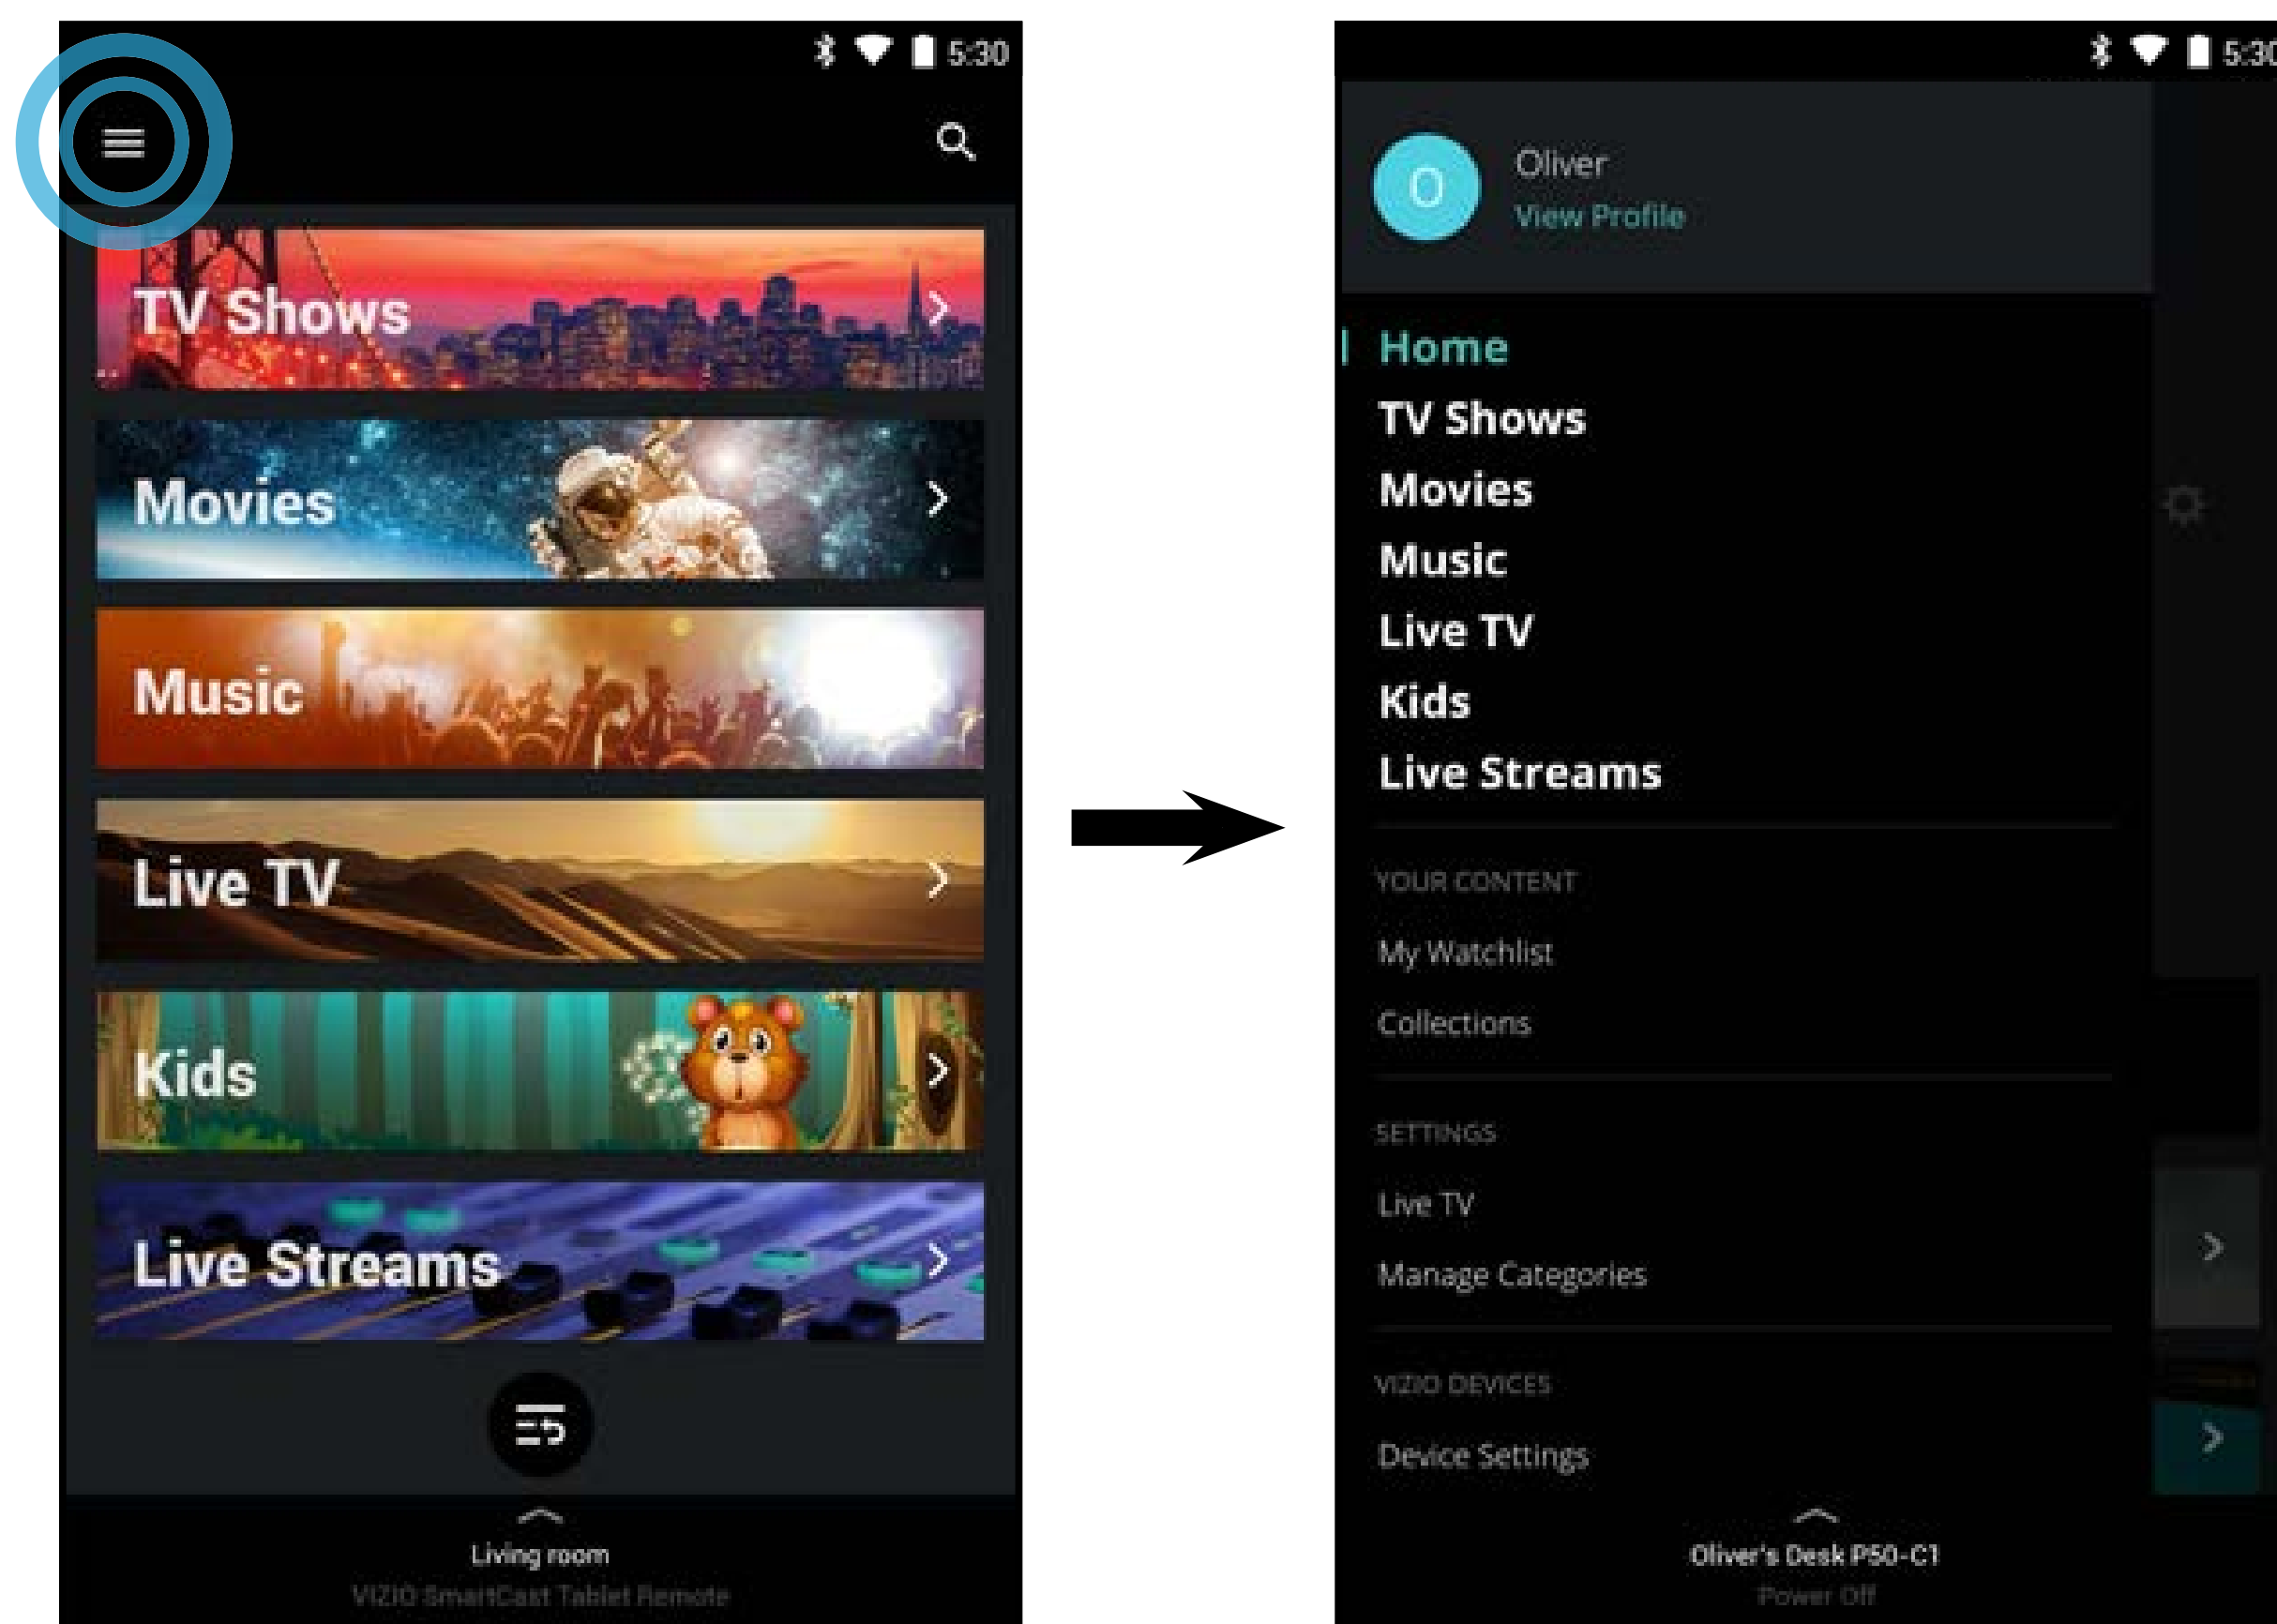 5:30
TV Shows
Movies
Music
Live TV
Kids
Live Streams
Living room
VIZIO SmartCast Tablet Remote
5:30
O
Oliver
View Profile
Home
TV Shows
Movies
Music
Live TV
Kids
Live Streams
YOUR CONTENT
My Watchlist
Collections
SETTINGS
Live TV
Manage Categories
VIZIO DEVICES
Device Settings
Oliver's Desk P50-C1
Power Off